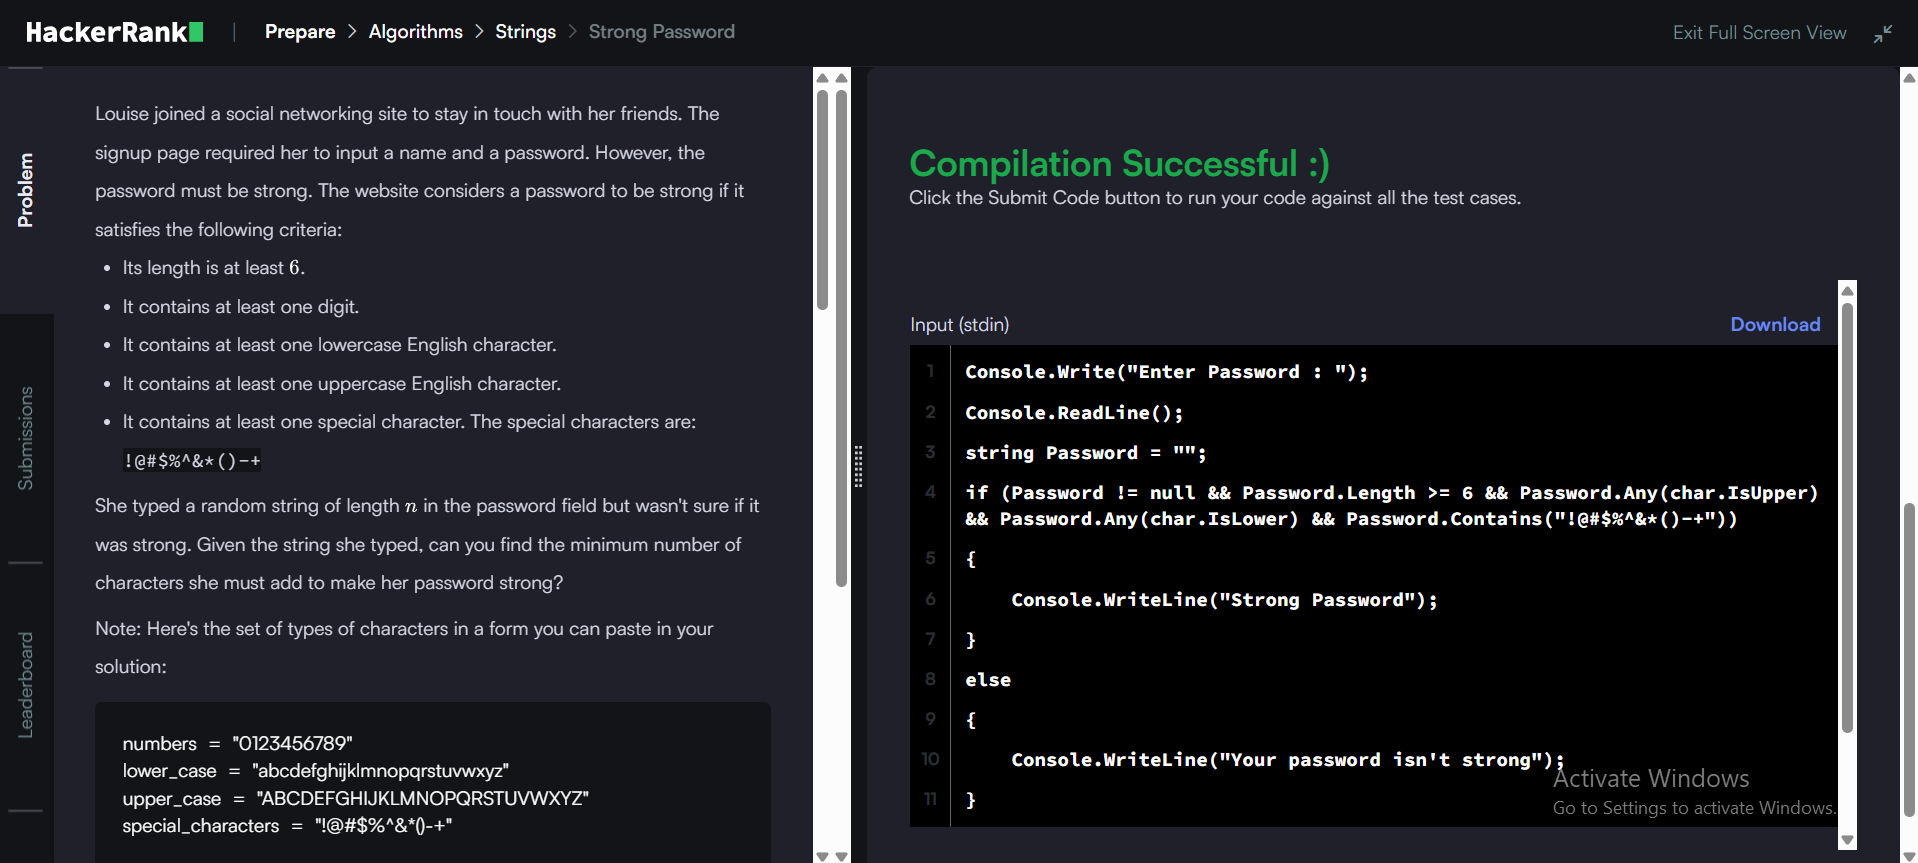 HackerRank | Prepare > Algorithms > Strings > Strong Password Exit Full Screen View
Problem
Submissions
Leaderboard
Louise joined a social networking site to stay in touch with her friends. The
signup page required her to input a name and a password. However, the
password must be strong. The website considers a password to be strong if it
satisfies the following criteria:
• Its length is at least 6.
• It contains at least one digit.
• It contains at least one lowercase English character.
• It contains at least one uppercase English character.
• It contains at least one special character. The special characters are:
!@#$%^&*()-+
She typed a random string of length n in the password field but wasn't sure if it
was strong. Given the string she typed, can you find the minimum number of
characters she must add to make her password strong?
Note: Here's the set of types of characters in a form you can paste in your
solution:
numbers = "0123456789"
lower_case = "abcdefghijklmnopqrstuvwxyz"
upper_case = "ABCDEFGHIJKLMNOPQRSTUVWXYZ"
special_characters = "!@#$%^&*()-+"
Compilation Successful :)
Click the Submit Code button to run your code against all the test cases.
Input (stdin) Download
1 Console.Write("Enter Password : ");
2 Console.ReadLine();
3 string Password = "";
4 if (Password != null && Password.Length >= 6 && Password.Any(char.IsUpper)
&& Password.Any(char.IsLower) && Password.Contains("!@#$%^&*()-+"))
5 {
6 Console.WriteLine("Strong Password");
7 }
8 else
9 {
10 Console.WriteLine("Your password isn't strong");
11 }
Activate Windows
Go to Settings to activate Windows.